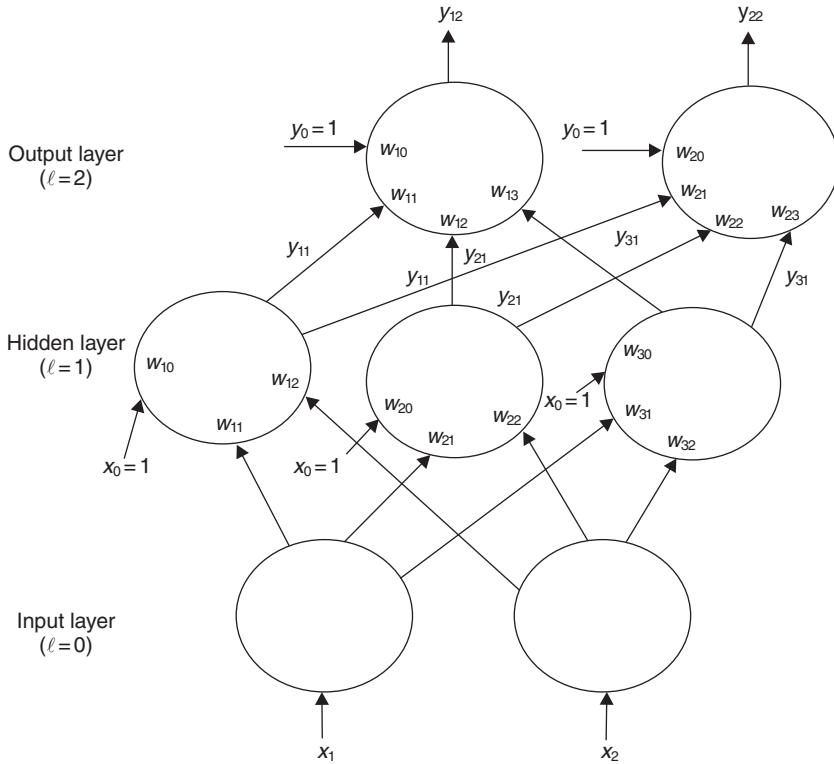 y₁₂
y₂₂
y₀ = 1
y₀ = 1
Output layer
(ℓ = 2)
w₁₀
w₁₁
w₁₂
w₁₃
w₂₀
w₂₁
w₂₂
w₂₃
y₁₁
y₁₁
y₂₁
y₂₁
y₃₁
y₃₁
Hidden layer
(ℓ = 1)
w₁₀
w₁₁
w₁₂
w₂₀
w₂₁
w₂₂
w₃₀
w₃₁
w₃₂
x₀ = 1
x₀ = 1
x₀ = 1
Input layer
(ℓ = 0)
x₁
x₂